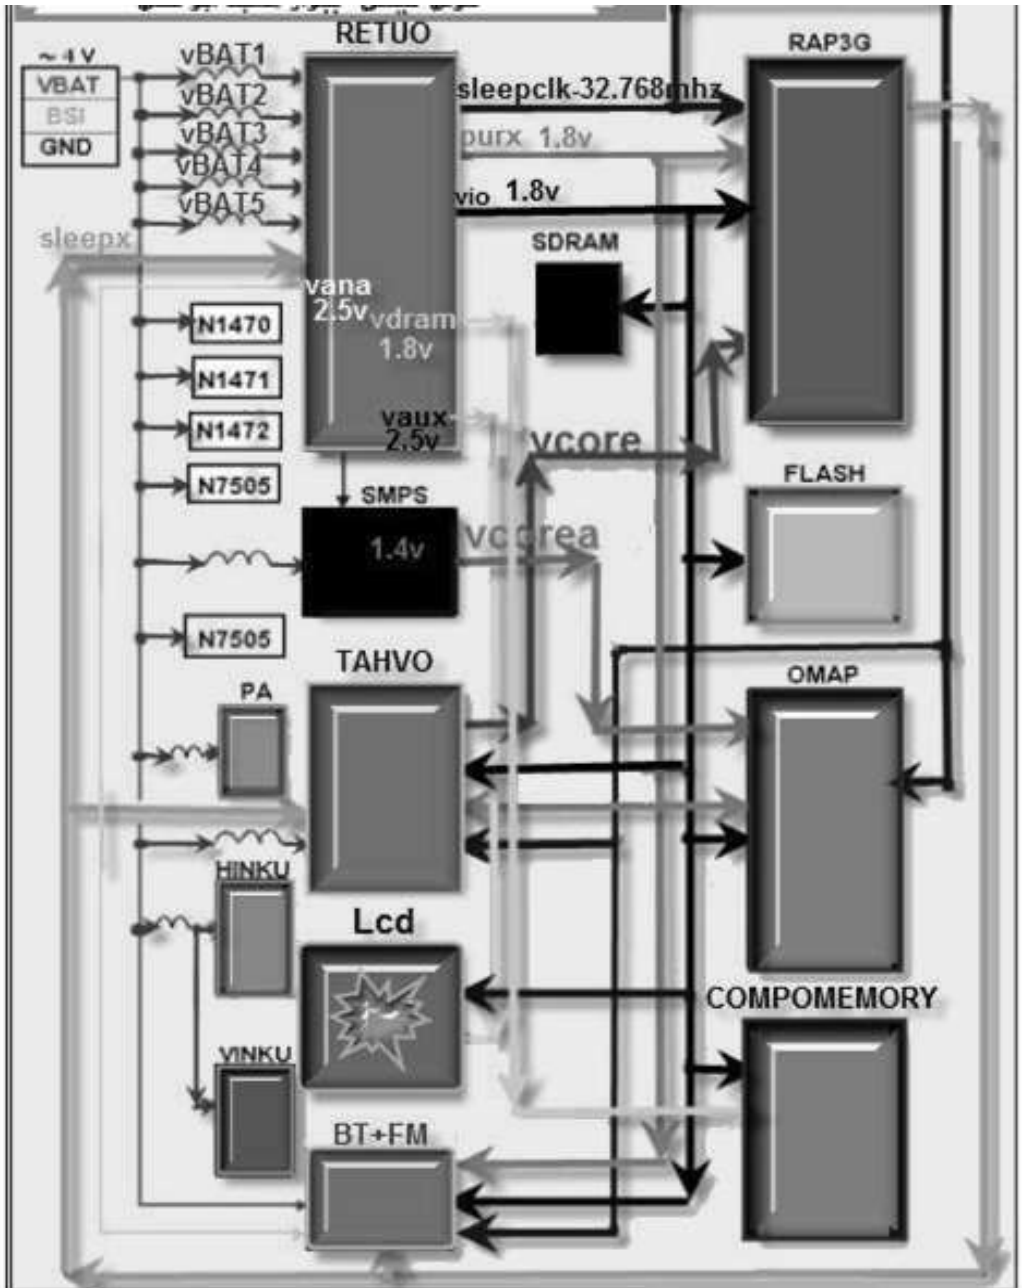 RETUO
RAP3G
~4V
VBAT
BSI
GND
vBAT1
vBAT2
vBAT3
vBAT4
vBAT5
sleepclk-32.768mhz
purx 1.8v
vio 1.8v
sleepx
SDRAM
vana
2.5v
vdram
1.8v
N1470
N1471
N1472
N7505
vaux
2.5v
vcore
FLASH
SMPS
1.4v
vcorea
N7505
TAHVO
OMAP
PA
HINKU
Lcd
COMPOMEMORY
VINKU
BT+FM